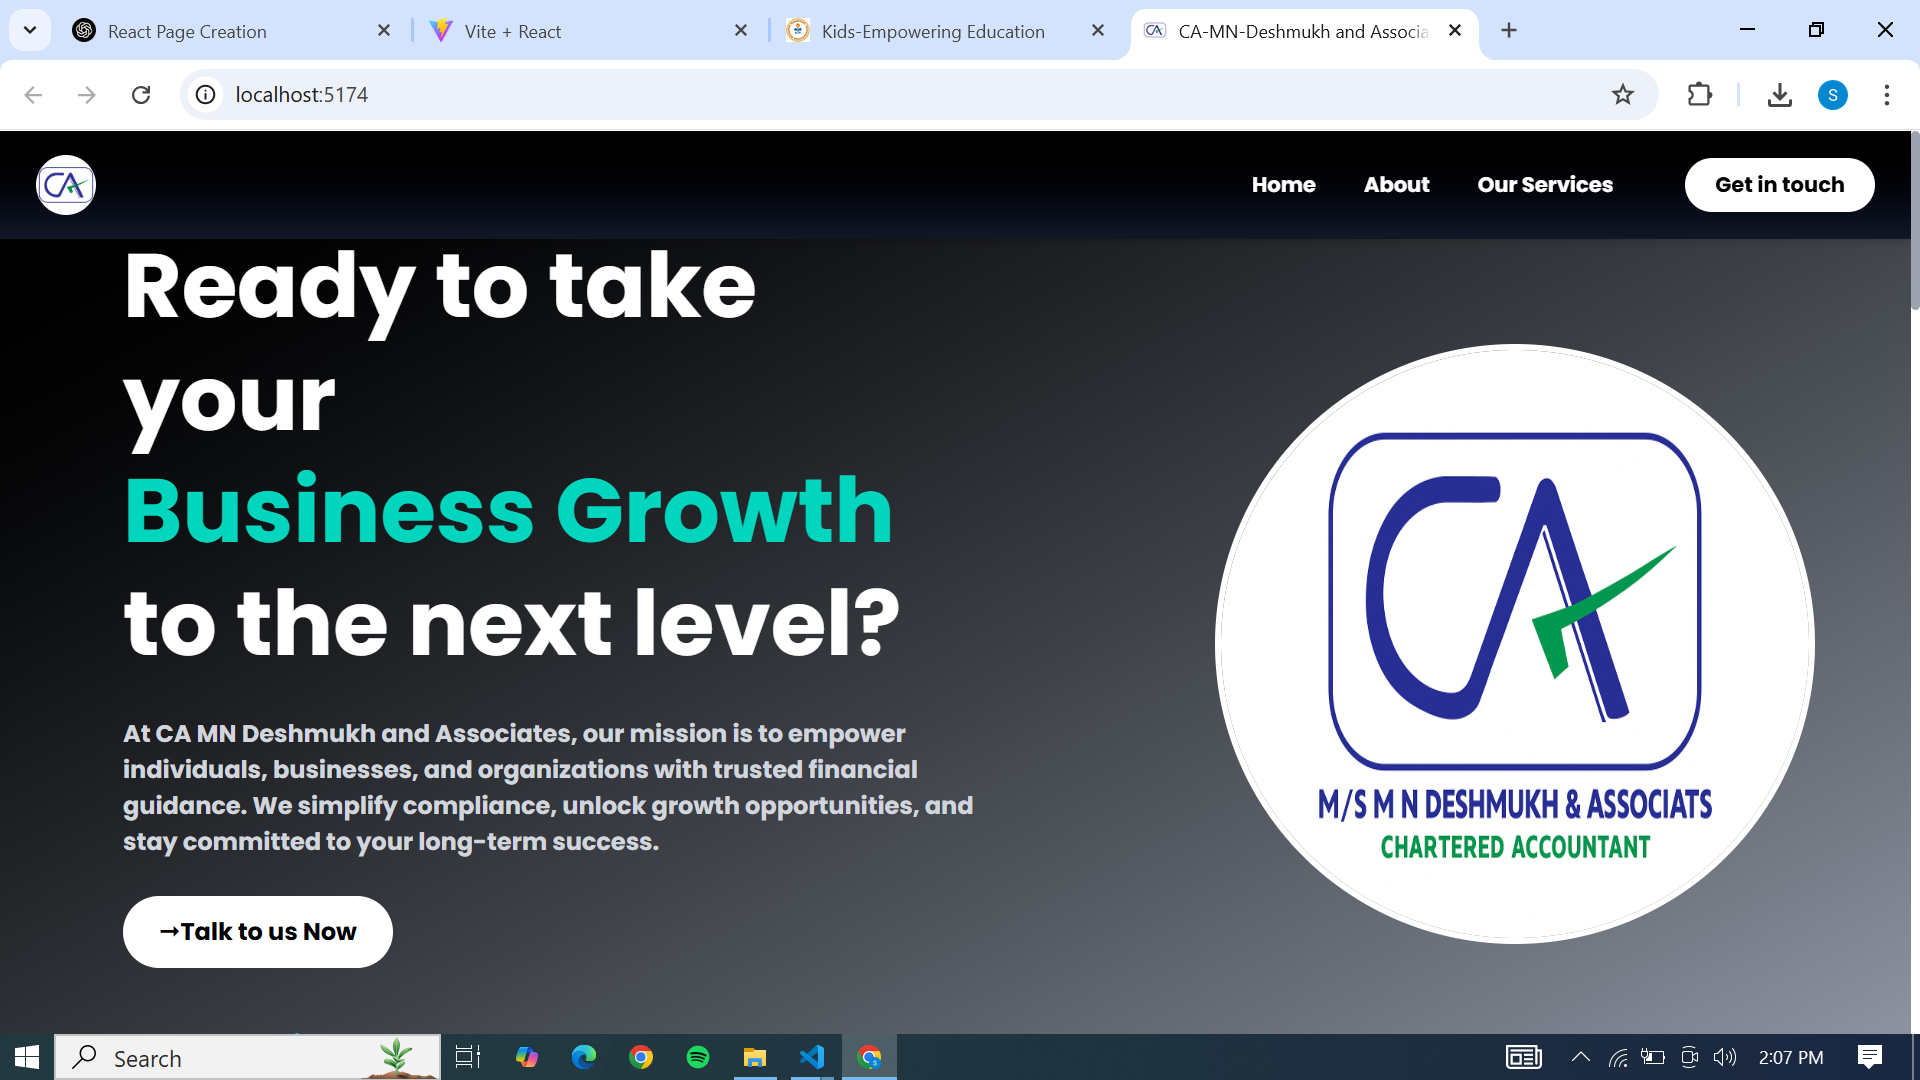 React Page Creation
Vite + React
Kids-Empowering Education
CA-MN-Deshmukh and Associa
localhost:5174
S
CA
Home
About
Our Services
Get in touch
Ready to take
your
Business Growth
to the next level?
At CA MN Deshmukh and Associates, our mission is to empower
individuals, businesses, and organizations with trusted financial
guidance. We simplify compliance, unlock growth opportunities, and
stay committed to your long-term success.
→Talk to us Now
CA
M/S M N DESHMUKH & ASSOCIATS
CHARTERED ACCOUNTANT
Search
2:07 PM